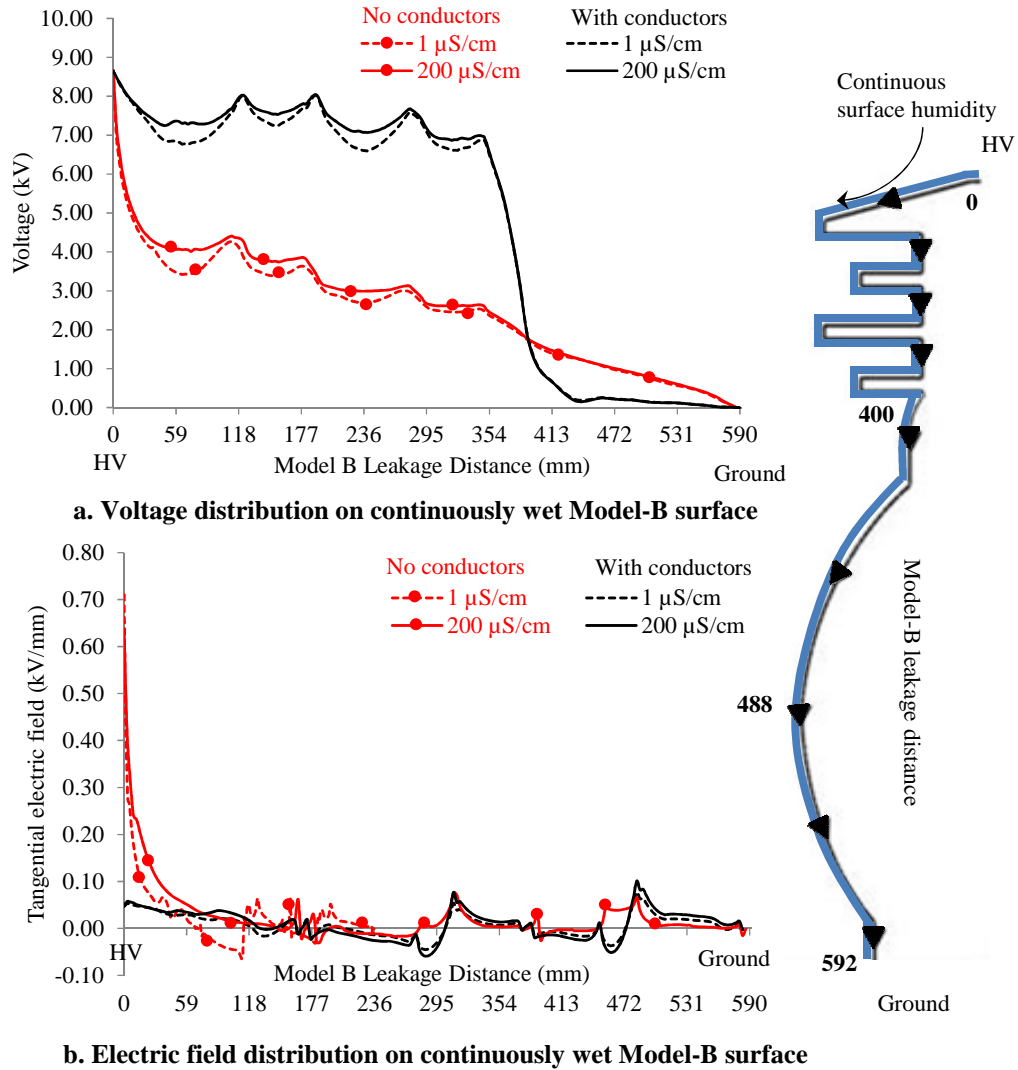 No conductors
With conductors
1 µS/cm
1 µS/cm
200 µS/cm
200 µS/cm
10.00
9.00
8.00
7.00
6.00
5.00
4.00
3.00
2.00
1.00
0.00
Voltage (kV)
0 59 118 177 236 295 354 413 472 531 590
HV
Model B Leakage Distance (mm)
Ground
a. Voltage distribution on continuously wet Model-B surface
No conductors
With conductors
1 µS/cm
1 µS/cm
200 µS/cm
200 µS/cm
0.80
0.70
0.60
0.50
0.40
0.30
0.20
0.10
0.00
-0.10
Tangential electric field (kV/mm)
HV
Model B Leakage Distance (mm)
Ground
0 59 118 177 236 295 354 413 472 531 590
b. Electric field distribution on continuously wet Model-B surface
Continuous
surface humidity
HV
0
400
488
592
Model-B leakage distance
Ground